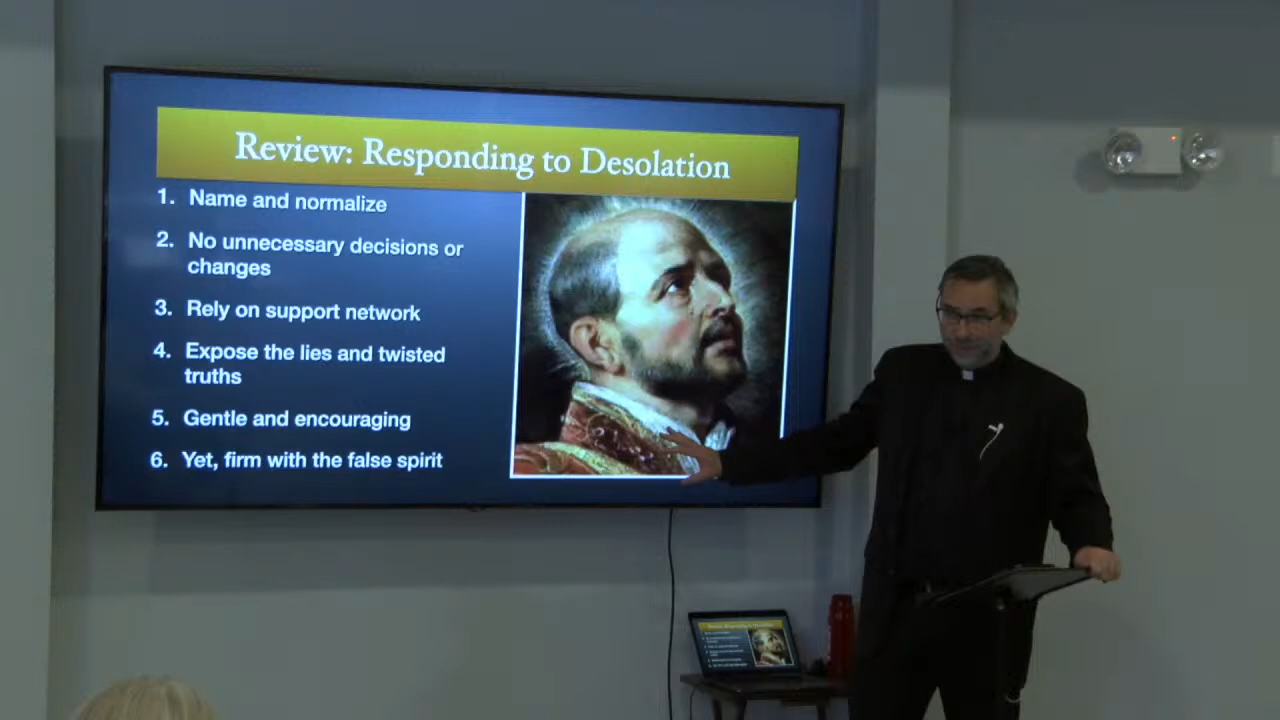 Review: Responding to Desolation
1. Name and normalize
2. No unnecessary decisions or
changes
3. Rely on support network
4. Expose the lies and twisted
truths
5. Gentle and encouraging
6. Yet, firm with the false spirit